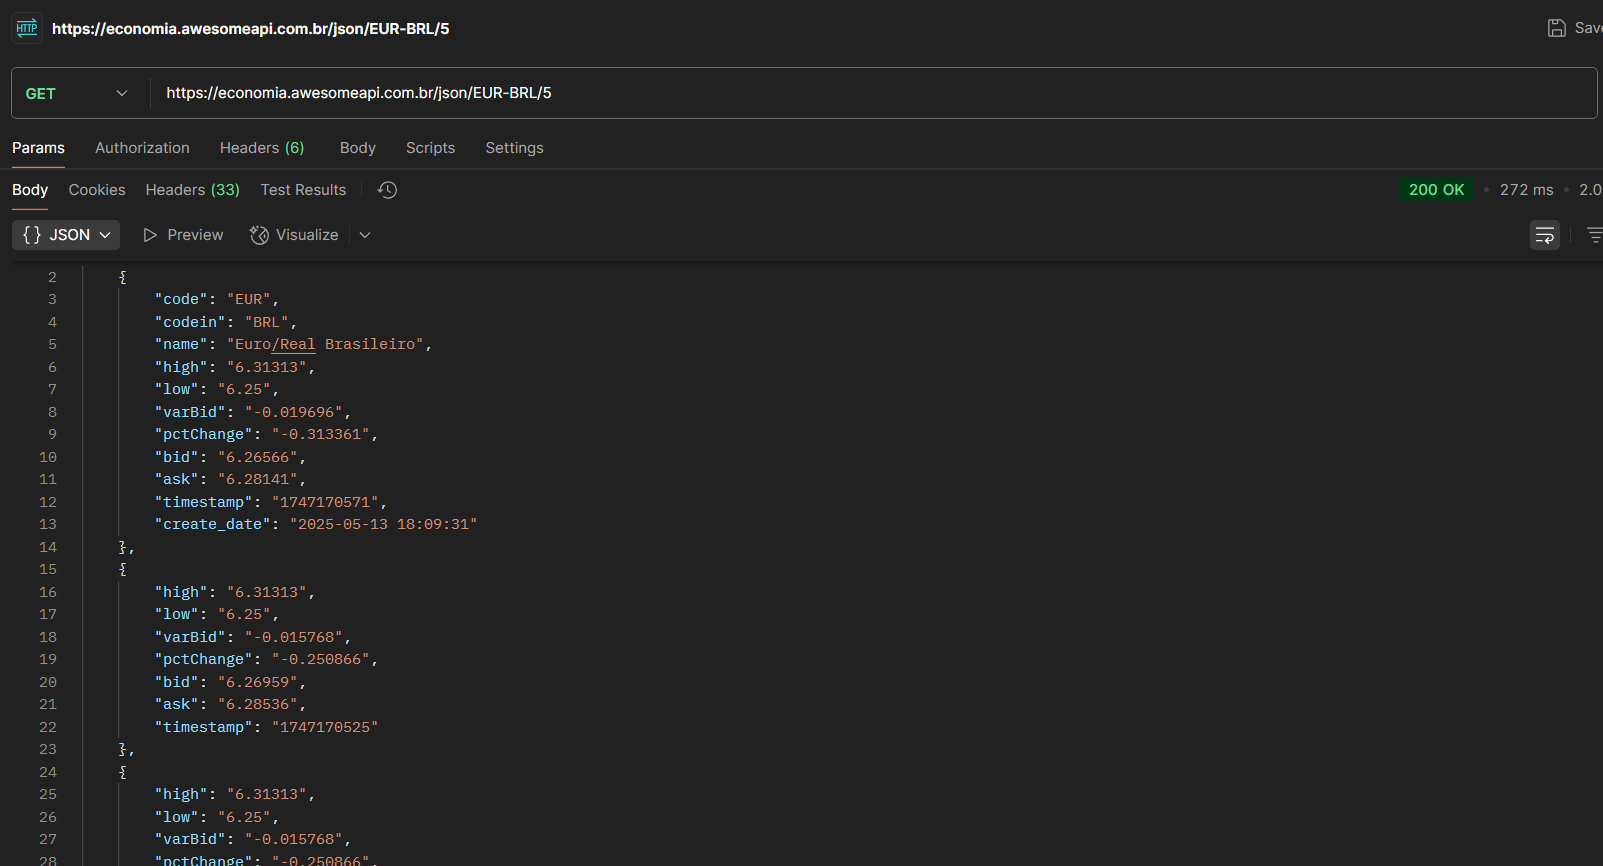 HTTP https://economia.awesomeapi.com.br/json/EUR-BRL/5 Save
GET https://economia.awesomeapi.com.br/json/EUR-BRL/5
Params Authorization Headers (6) Body Scripts Settings
Body Cookies Headers (33) Test Results 200 OK • 272 ms • 2.0
{} JSON Preview Visualize
2 {
3 "code": "EUR",
4 "codein": "BRL",
5 "name": "Euro/Real Brasileiro",
6 "high": "6.31313",
7 "low": "6.25",
8 "varBid": "-0.019696",
9 "pctChange": "-0.313361",
10 "bid": "6.26566",
11 "ask": "6.28141",
12 "timestamp": "1747170571",
13 "create_date": "2025-05-13 18:09:31"
14 },
15 {
16 "high": "6.31313",
17 "low": "6.25",
18 "varBid": "-0.015768",
19 "pctChange": "-0.250866",
20 "bid": "6.26959",
21 "ask": "6.28536",
22 "timestamp": "1747170525"
23 },
24 {
25 "high": "6.31313",
26 "low": "6.25",
27 "varBid": "-0.015768",
28 "pctChange": "-0.250866",